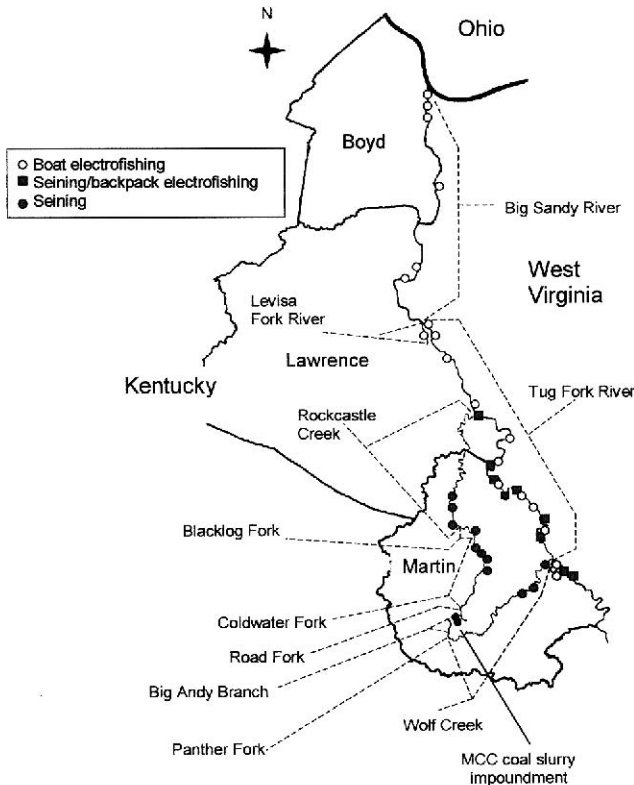 N
Ohio
Boyd
Boat electrofishing
Seining/backpack electrofishing
Seining
Big Sandy River
West
Virginia
Levisa
Fork River
Lawrence
Kentucky
Tug Fork River
Rockcastle
Creek
Blacklog Fork
Martin
Coldwater Fork
Road Fork
Big Andy Branch
Wolf Creek
Panther Fork
MCC coal slurry
impoundment